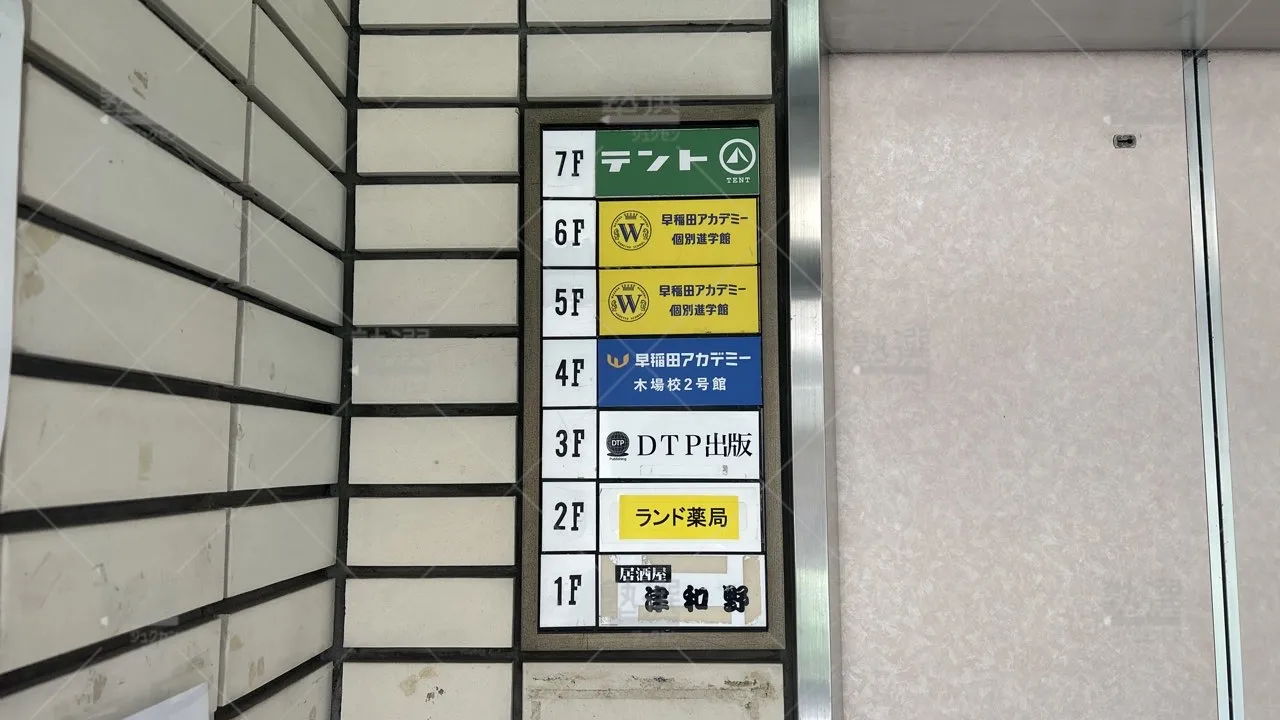 7F テント
TENT
6F W 早稲田アカデミー
個別進学館
5F W 早稲田アカデミー
個別進学館
4F 早稲田アカデミー
木場校2号館
3F DTP DTP出版
Publishing
2F ランド薬局
1F 居酒屋
津和野